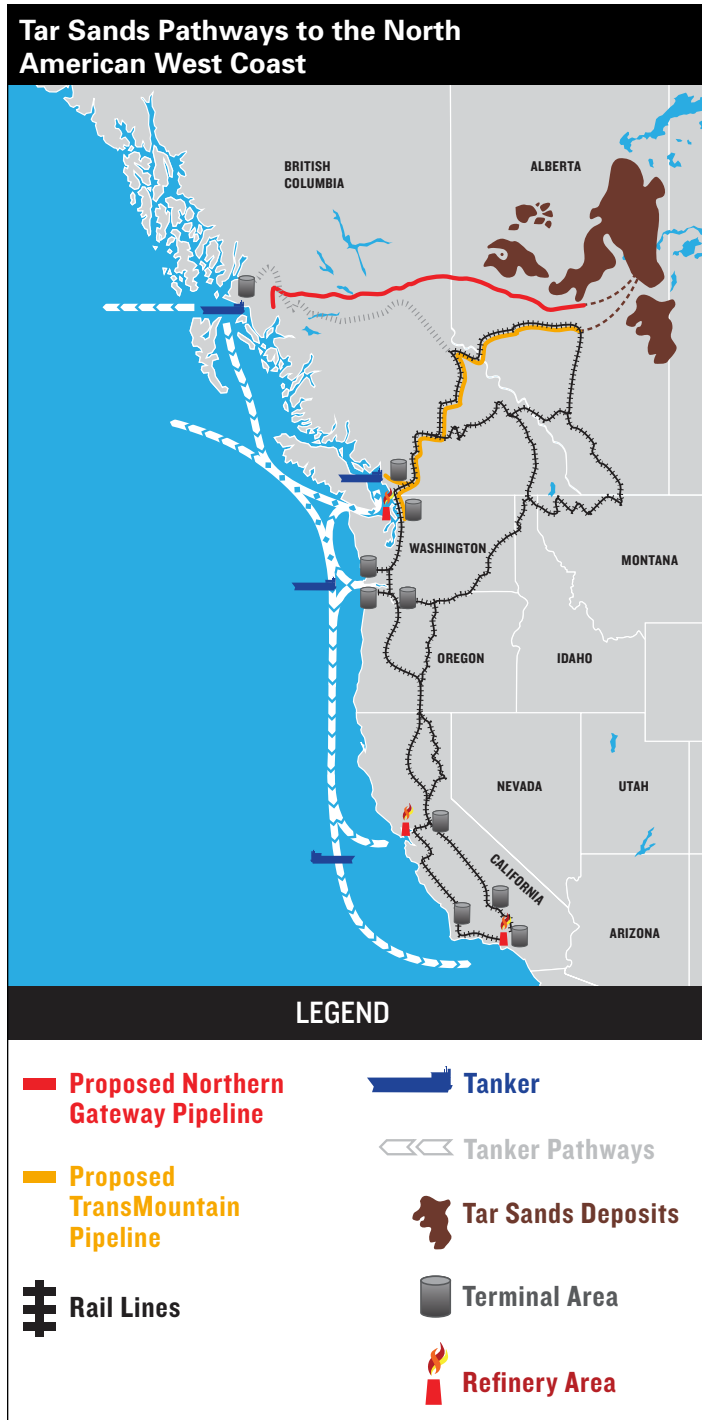 Tar Sands Pathways to the North
American West Coast
BRITISH
COLUMBIA
ALBERTA
WASHINGTON
MONTANA
OREGON
IDAHO
NEVADA
UTAH
CALIFORNIA
ARIZONA
LEGEND
Proposed Northern
Gateway Pipeline
Proposed
TransMountain
Pipeline
Rail Lines
Tanker
Tanker Pathways
Tar Sands Deposits
Terminal Area
Refinery Area